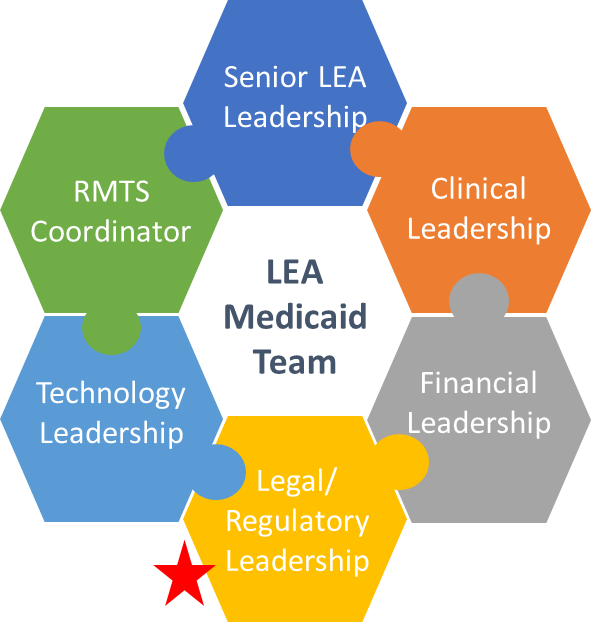 Senior LEA
Leadership
Clinical
Leadership
RMTS
Coordinator
LEA
Medicaid
Team
Financial
Leadership
Technology
Leadership
Legal/
Regulatory
Leadership